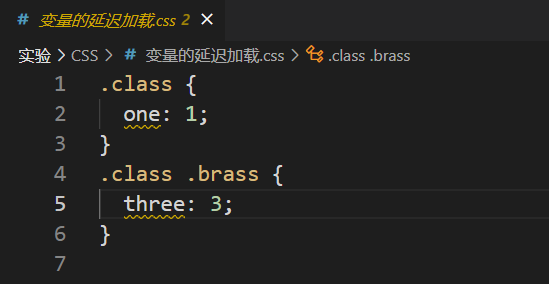 # 变量的延迟加载.css 2 ×
实验 > CSS > # 变量的延迟加载.css > .class .brass
1 .class {
2 one: 1;
3 }
4 .class .brass {
5 three: 3;
6 }
7